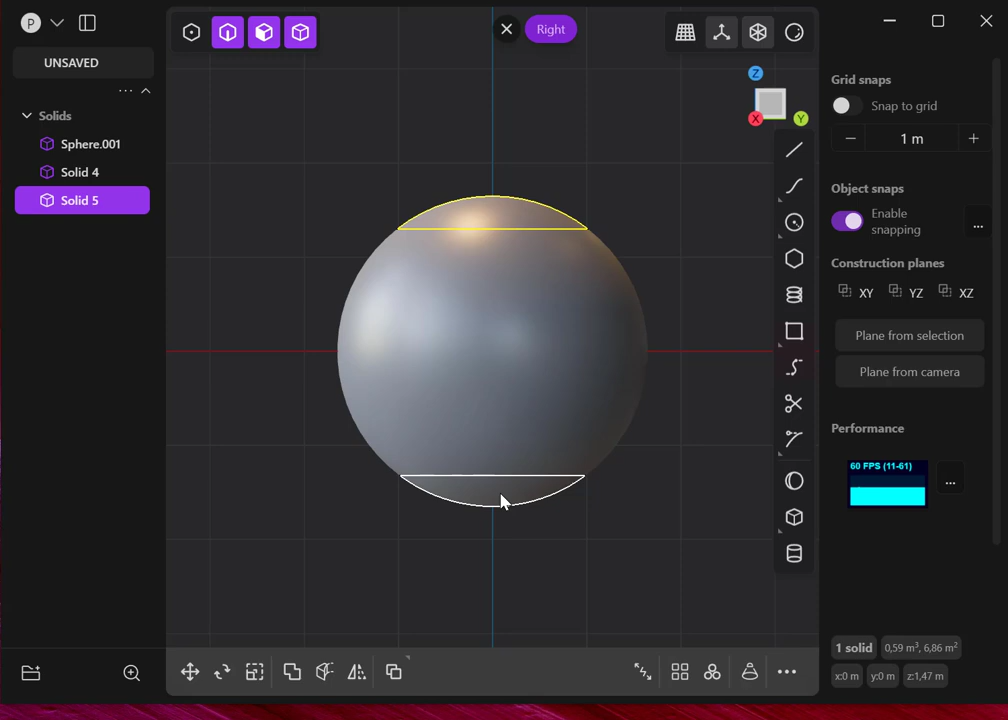 P
UNSAVED
Solids
Sphere.001
Solid 4
Solid 5
Right
Z
X
Y
Grid snaps
Snap to grid
1 m
Object snaps
Enable
snapping
...
Construction planes
XY YZ XZ
Plane from selection
Plane from camera
Performance
60 FPS (11-61)
...
1 solid 0,59 m³, 6,86 m²
x:0 m y:0 m z:1,47 m